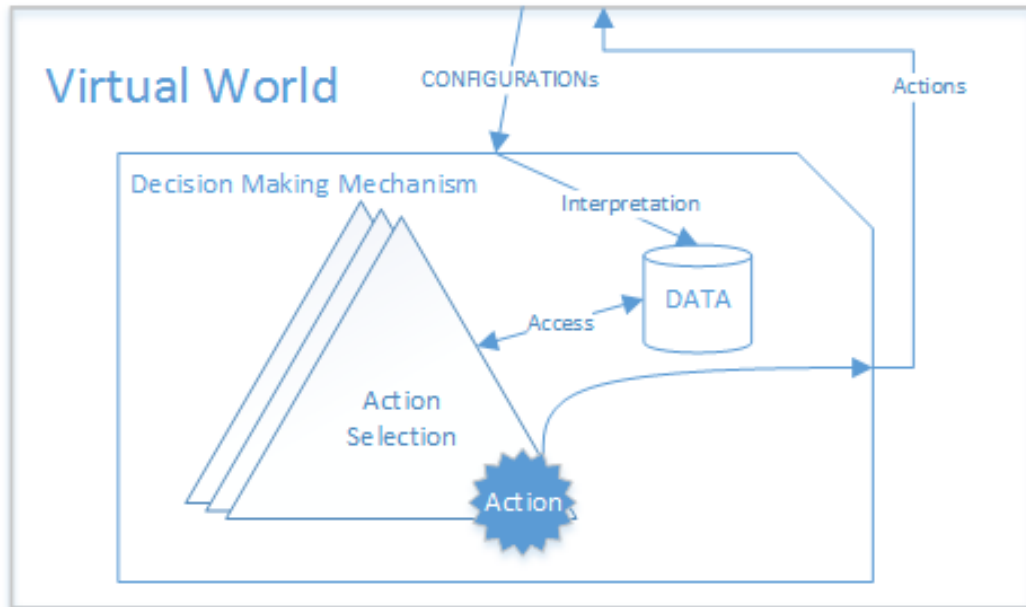 CONFIGURATIONs
Actions
Virtual World
Decision Making Mechanism
Interpretation
DATA
Access
Action
Selection
Action